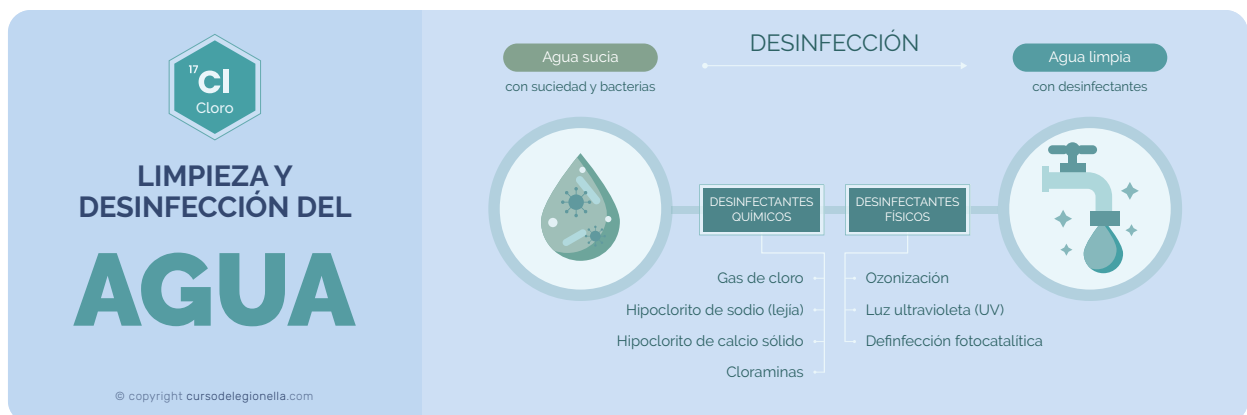 17
Cl
Cloro
LIMPIEZA Y
DESINFECCIÓN DEL
AGUA
© copyright cursodelegionella.com
DESINFECCIÓN
Agua sucia
con suciedad y bacterias
Agua limpia
con desinfectantes
DESINFECTANTES
QUÍMICOS
Gas de cloro
Hipoclorito de sodio (lejía)
Hipoclorito de calcio sólido
Cloraminas
DESINFECTANTES
FÍSICOS
Ozonización
Luz ultravioleta (UV)
Definfección fotocatalítica